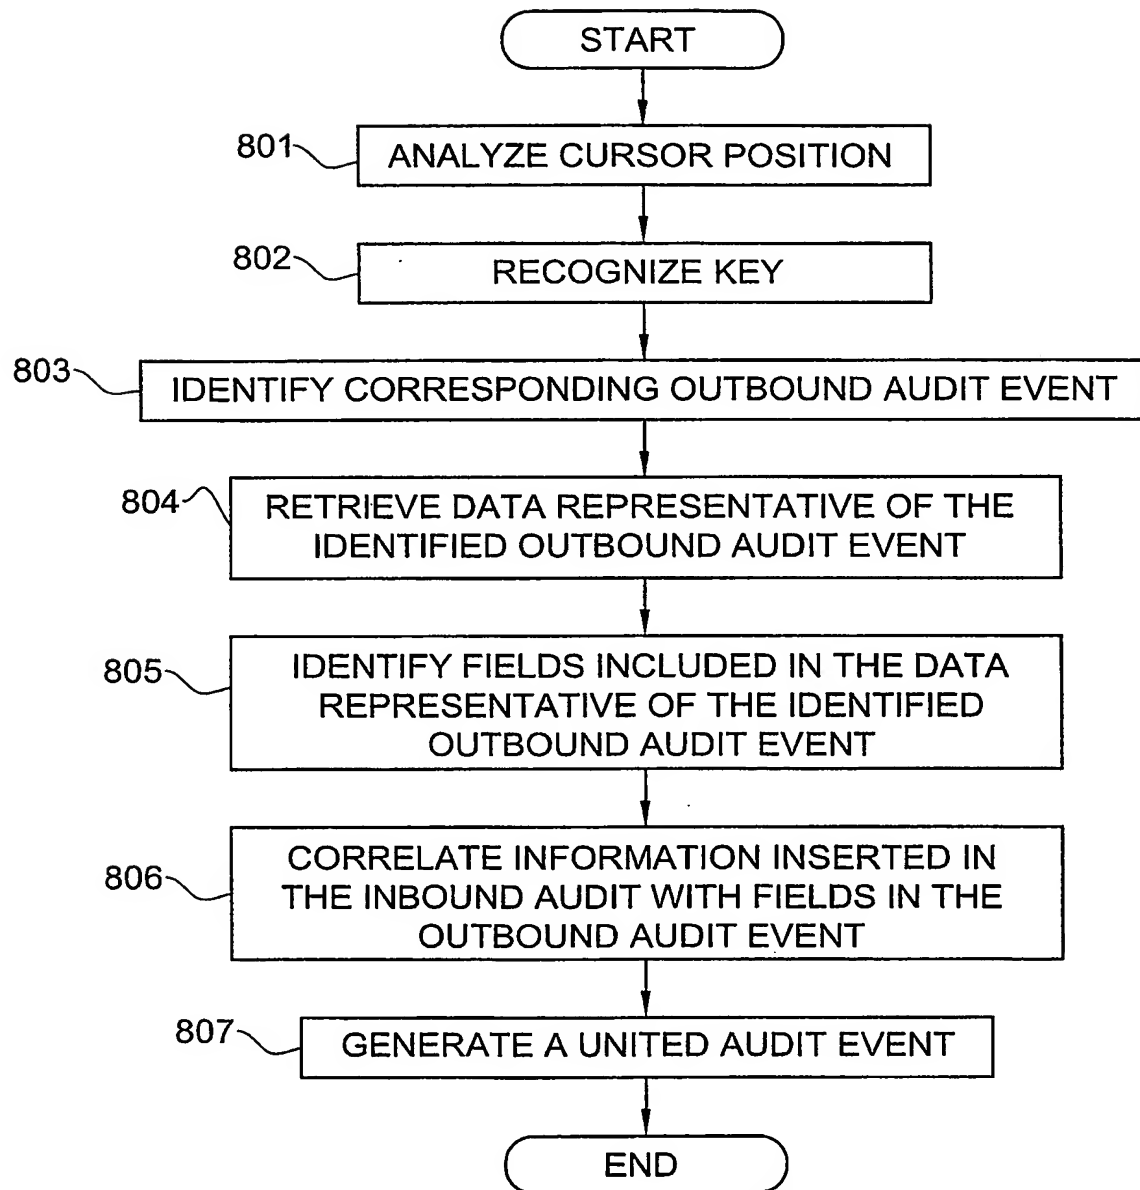 START
801
ANALYZE CURSOR POSITION
802
RECOGNIZE KEY
803
IDENTIFY CORRESPONDING OUTBOUND AUDIT EVENT
804
RETRIEVE DATA REPRESENTATIVE OF THE
IDENTIFIED OUTBOUND AUDIT EVENT
805
IDENTIFY FIELDS INCLUDED IN THE DATA
REPRESENTATIVE OF THE IDENTIFIED
OUTBOUND AUDIT EVENT
806
CORRELATE INFORMATION INSERTED IN
THE INBOUND AUDIT WITH FIELDS IN THE
OUTBOUND AUDIT EVENT
807
GENERATE A UNITED AUDIT EVENT
END